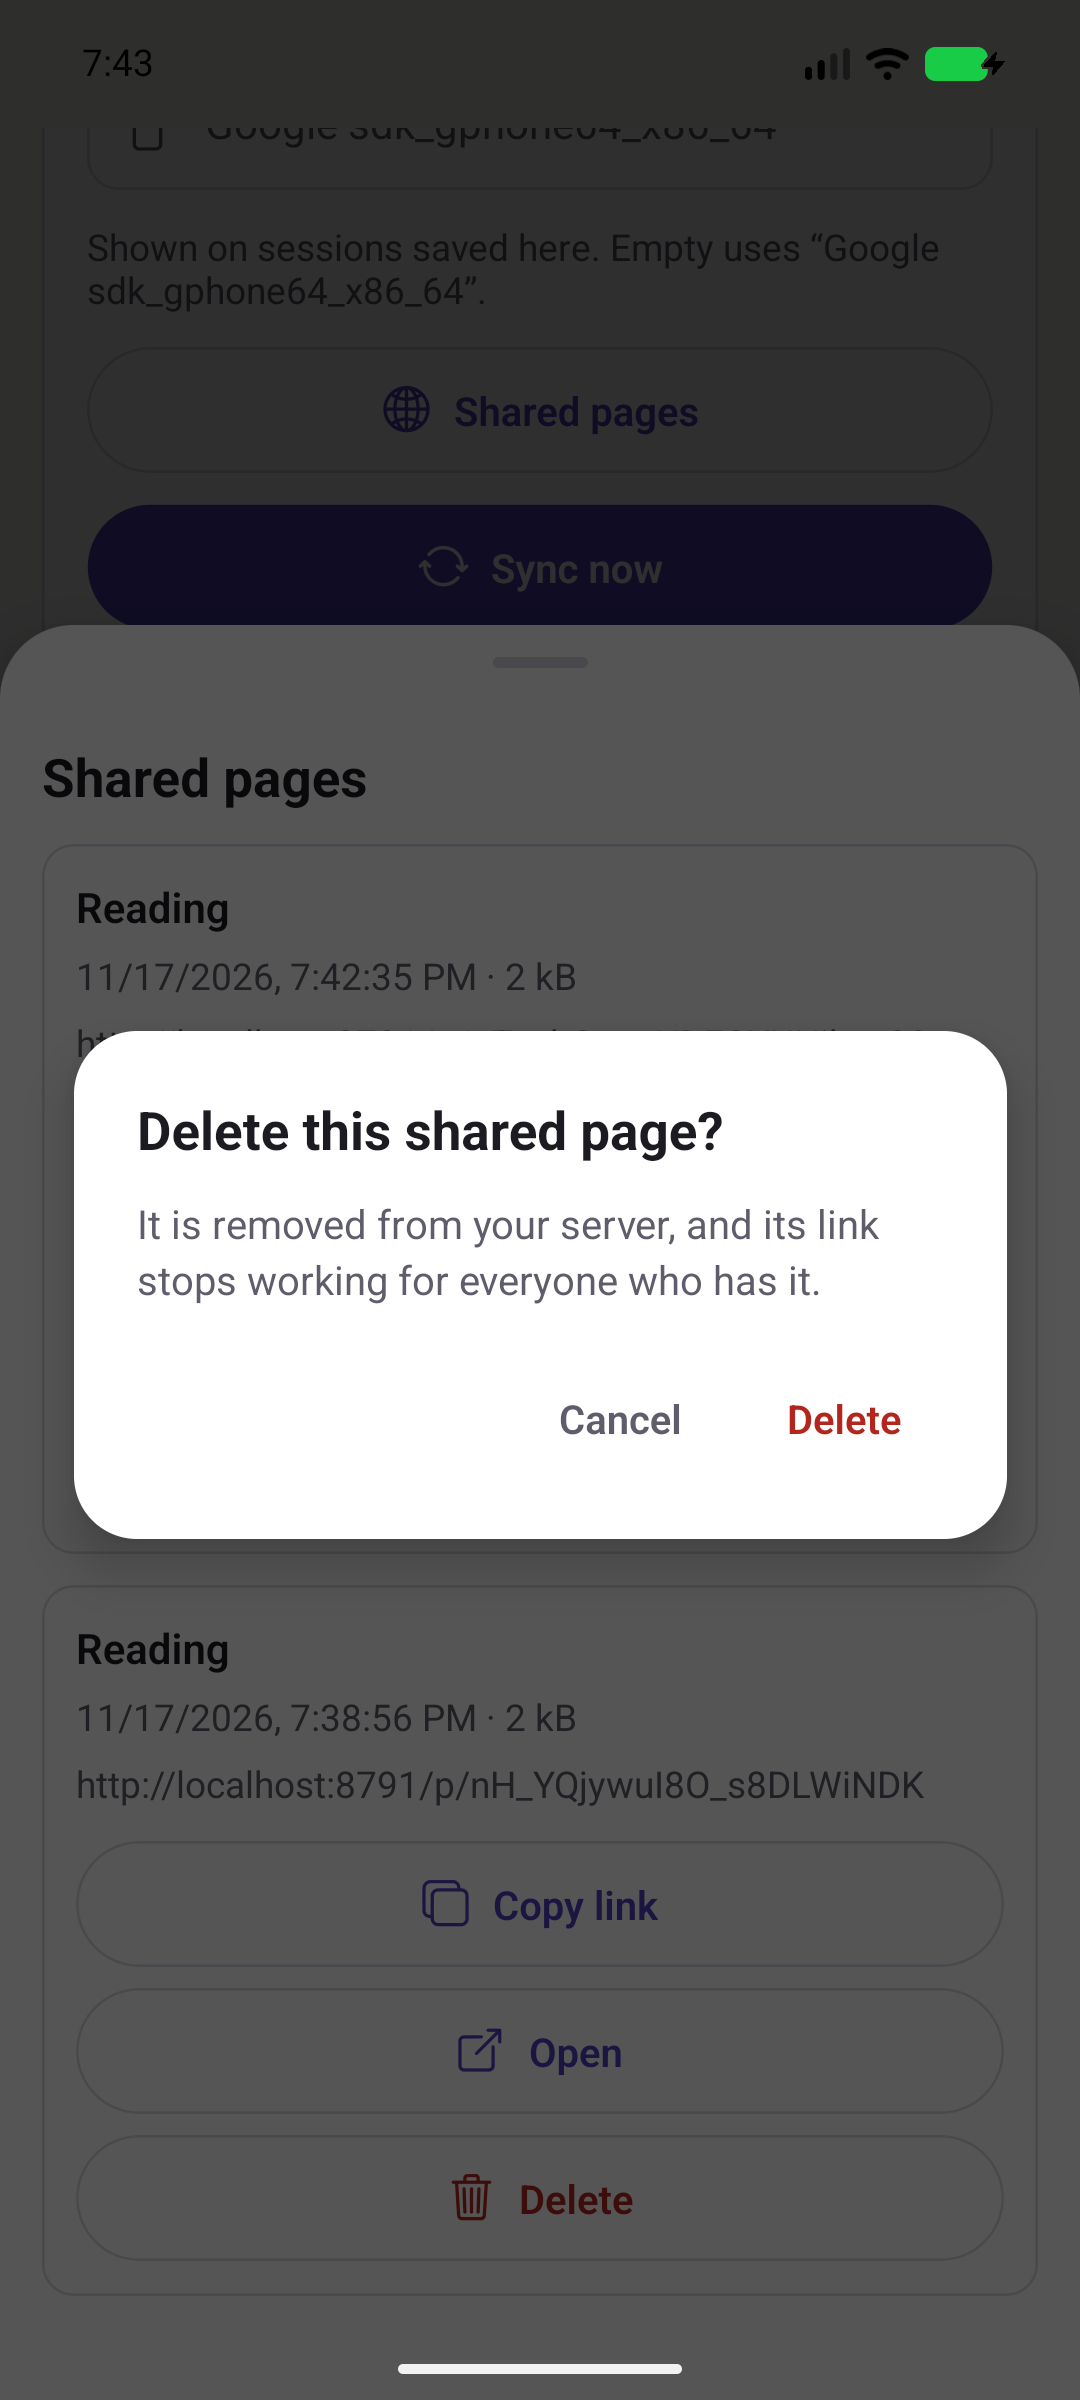 7:43
Google sdk_gphone64_x86_64
Shown on sessions saved here. Empty uses “Google
sdk_gphone64_x86_64”.
Shared pages
Sync now
Shared pages
Reading
11/17/2026, 7:42:35 PM · 2 kB
Delete this shared page?
It is removed from your server, and its link
stops working for everyone who has it.
Cancel
Delete
Reading
11/17/2026, 7:38:56 PM · 2 kB
http://localhost:8791/p/nH_YQjywuI8O_s8DLWiNDK
Copy link
Open
Delete